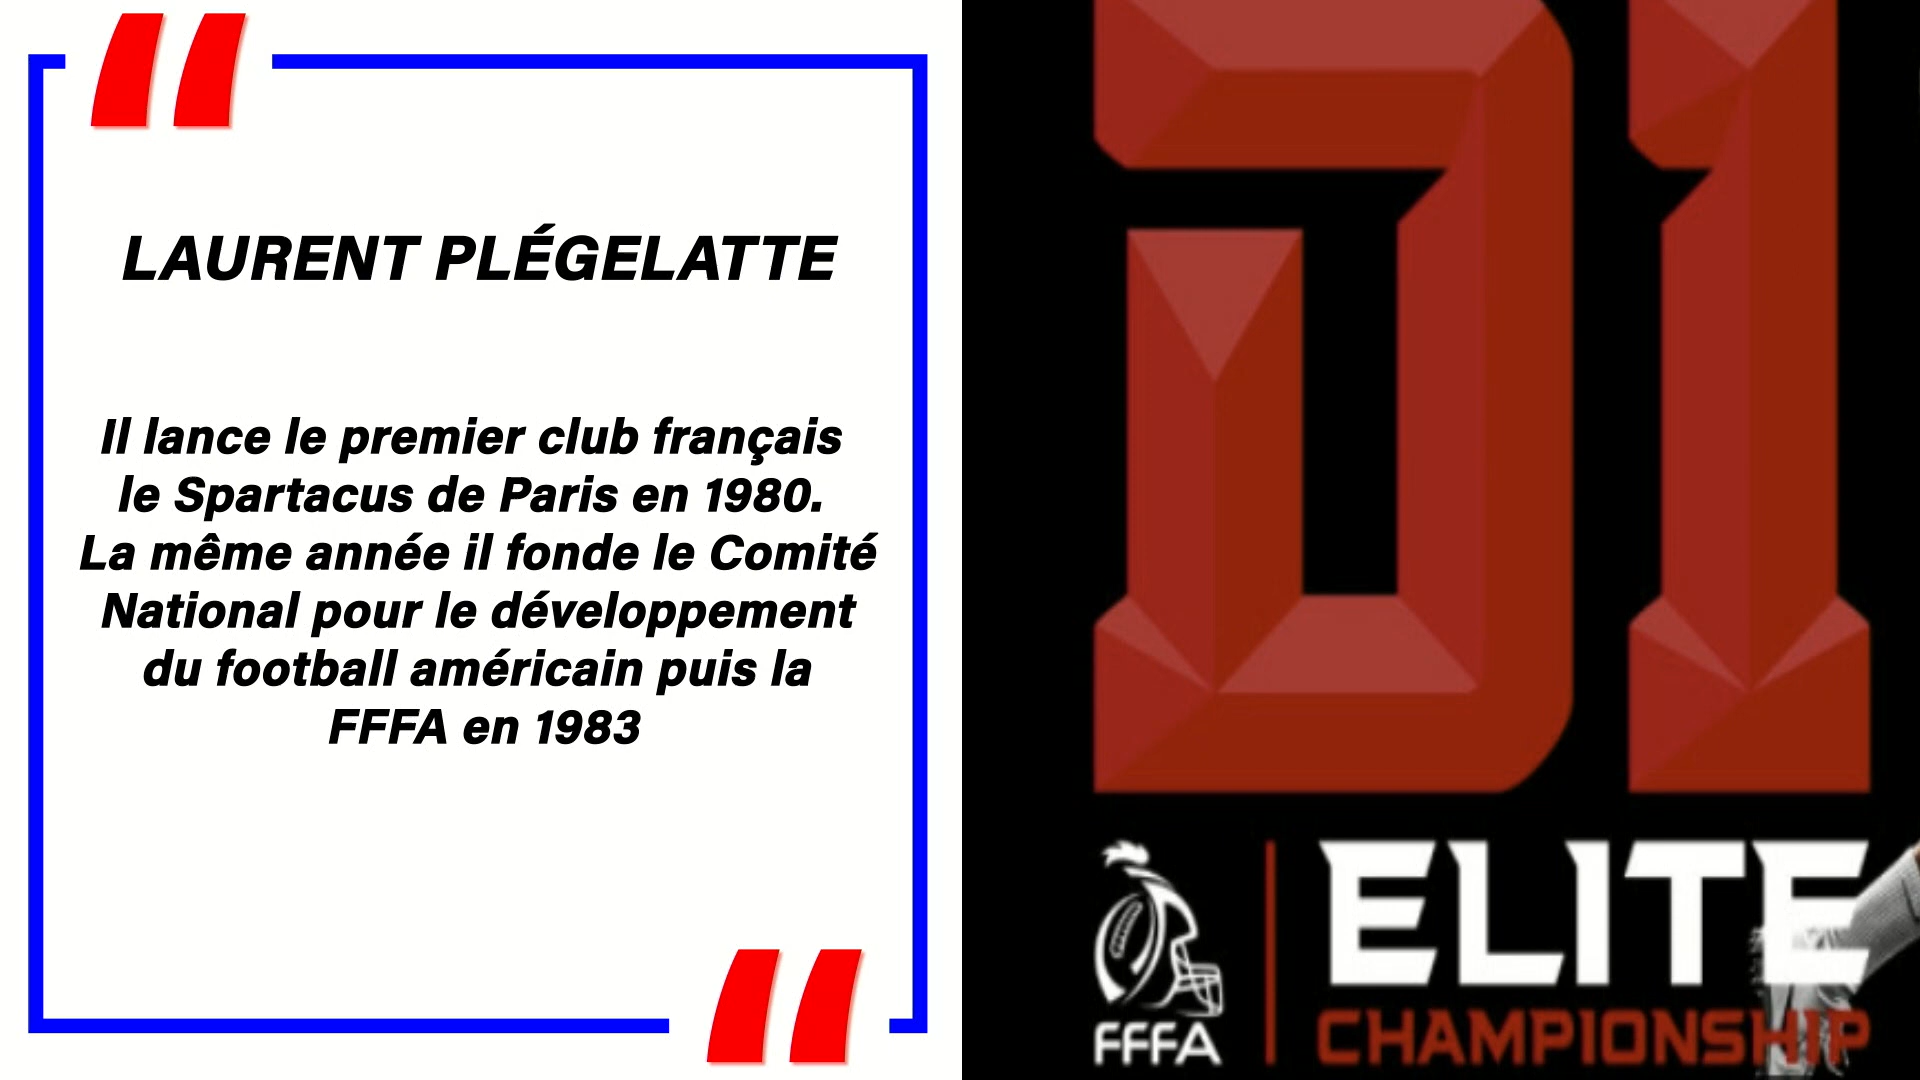 LAURENT PLÉGELATTE
Il lance le premier club français
le Spartacus de Paris en 1980.
La même année il fonde le Comité
National pour le développement
du football américain puis la
FFFA en 1983
D1
FFFA
ELITE
CHAMPIONSHIP